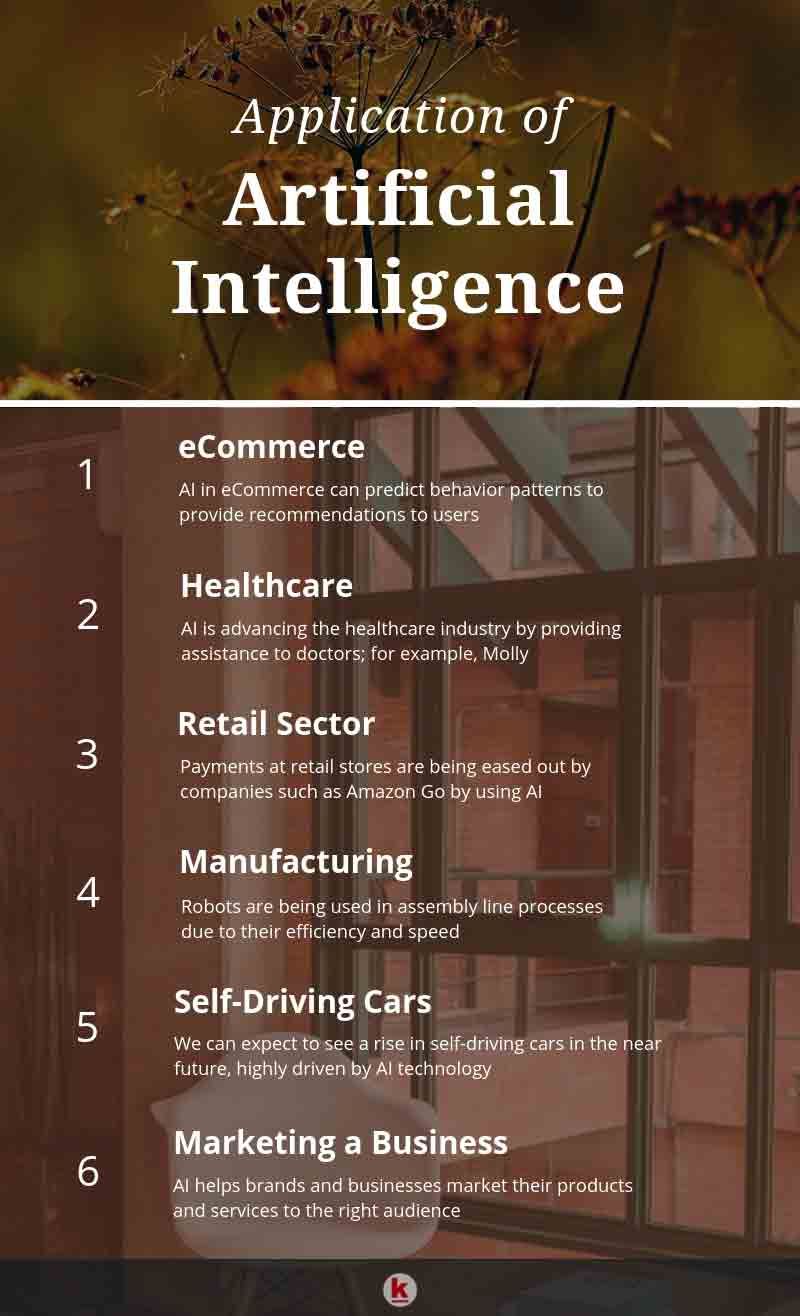 Application of
Artificial
Intelligence
1
eCommerce
AI in eCommerce can predict behavior patterns to
provide recommendations to users
2
Healthcare
AI is advancing the healthcare industry by providing
assistance to doctors; for example, Molly
3
Retail Sector
Payments at retail stores are being eased out by
companies such as Amazon Go by using AI
4
Manufacturing
Robots are being used in assembly line processes
due to their efficiency and speed
5
Self-Driving Cars
We can expect to see a rise in self-driving cars in the near
future, highly driven by AI technology
6
Marketing a Business
AI helps brands and businesses market their products
and services to the right audience
k